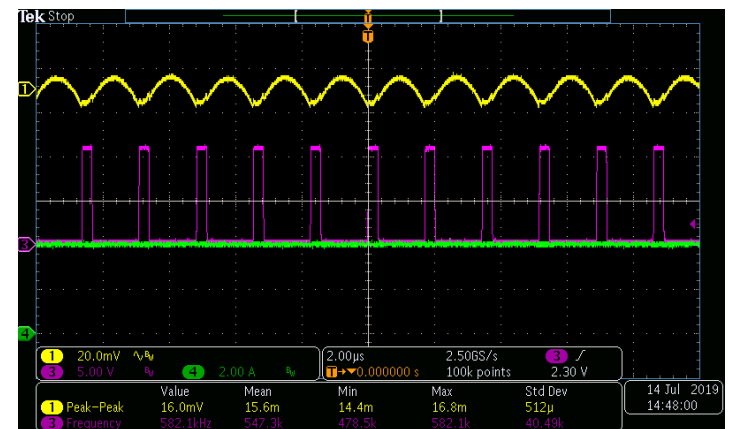 Tek Stop
T
T
1
3
4
1 20.0mV
3 5.00 V 4 2.00 A
2.00µs 2.50GS/s 3
T→▼0.000000 s 100k points 2.30 V
Value Mean Min Max Std Dev
1 Peak-Peak 16.0mV 15.6m 14.4m 16.8m 512µ
3 Frequency 582.1kHz 547.3k 478.5k 582.1k 40.49k
14 Jul 2019
14:48:00